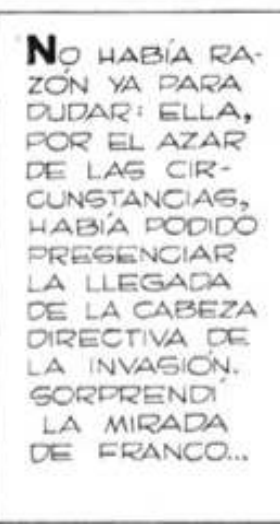 NO HABÍA RA-
ZÓN YA PARA
DUDAR: ELLA,
POR EL AZAR
DE LAS CIR-
CUNSTANCIAS,
HABÍA PODIDO
PRESENCIAR
LA LLEGADA
DE LA CABEZA
DIRECTIVA DE
LA INVASIÓN.
SORPRENDÍ
LA MIRADA
DE FRANCO...